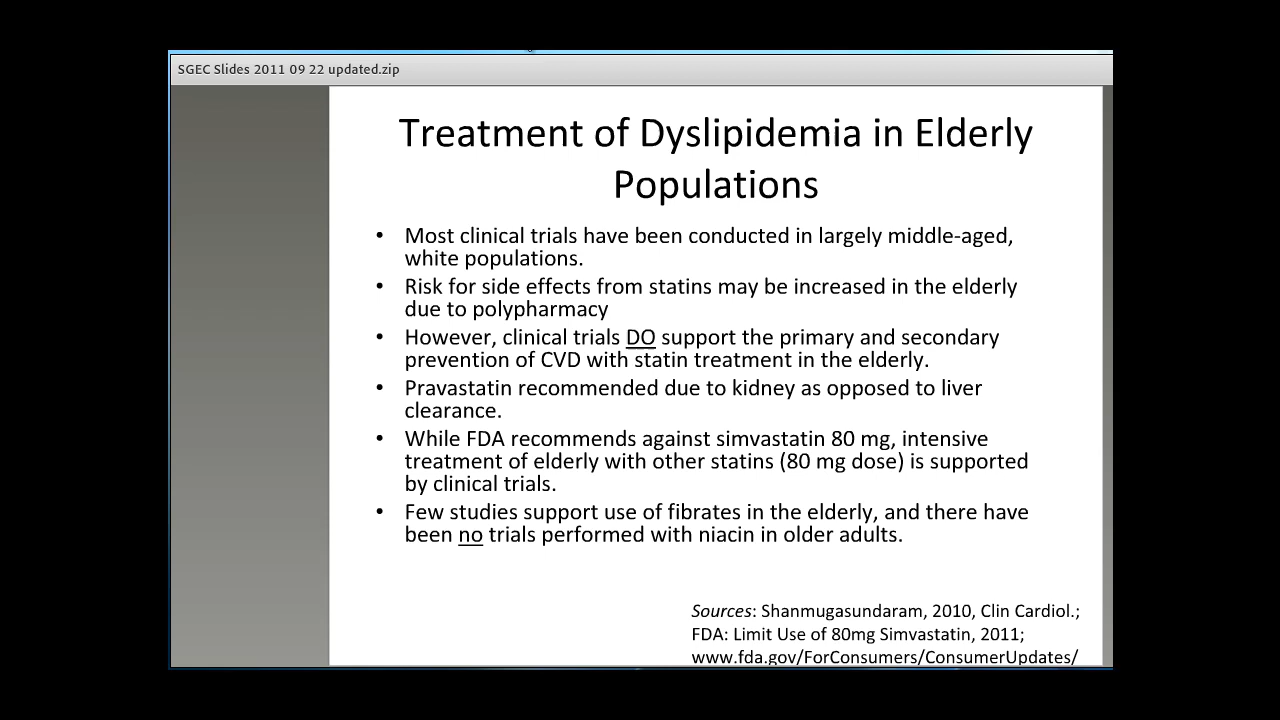 SGEC Slides 2011 09 22 updated.zip
Treatment of Dyslipidemia in Elderly
Populations
• Most clinical trials have been conducted in largely middle-aged,
white populations.
• Risk for side effects from statins may be increased in the elderly
due to polypharmacy
• However, clinical trials DO support the primary and secondary
prevention of CVD with statin treatment in the elderly.
• Pravastatin recommended due to kidney as opposed to liver
clearance.
• While FDA recommends against simvastatin 80 mg, intensive
treatment of elderly with other statins (80 mg dose) is supported
by clinical trials.
• Few studies support use of fibrates in the elderly, and there have
been no trials performed with niacin in older adults.
Sources: Shanmugasundaram, 2010, Clin Cardiol.;
FDA: Limit Use of 80mg Simvastatin, 2011;
www.fda.gov/ForConsumers/ConsumerUpdates/